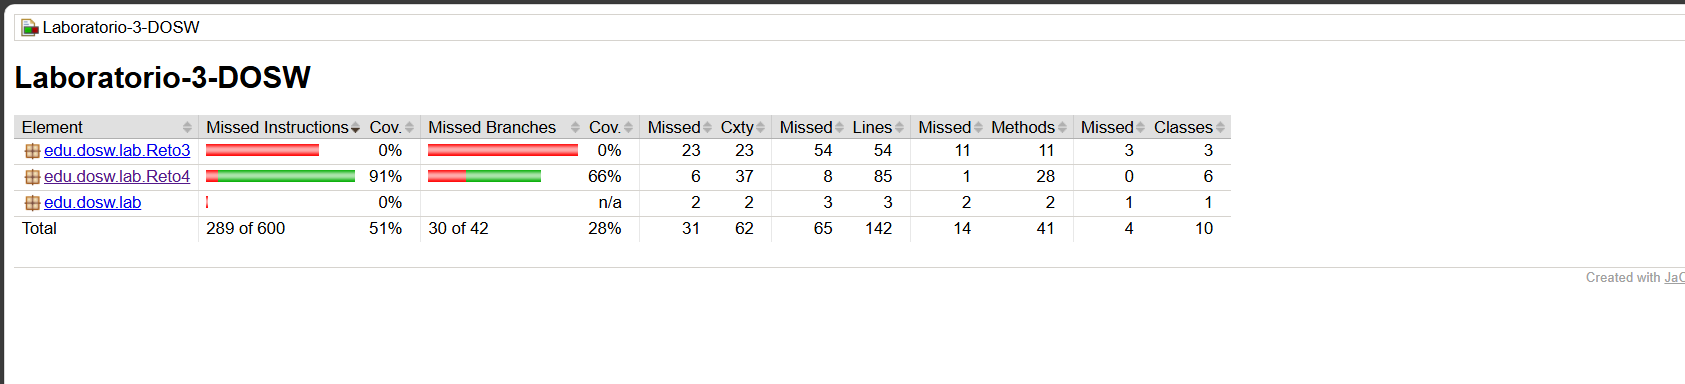 Laboratorio-3-DOSW
Laboratorio-3-DOSW
Element Missed Instructions Cov. Missed Branches Cov. Missed Cxty Missed Lines Missed Methods Missed Classes
edu.dosw.lab.Reto3 0% 0% 23 23 54 54 11 11 3 3
edu.dosw.lab.Reto4 91% 66% 6 37 8 85 1 28 0 6
edu.dosw.lab 0% n/a 2 2 3 3 2 2 1 1
Total 289 of 600 51% 30 of 42 28% 31 62 65 142 14 41 4 10
Created with